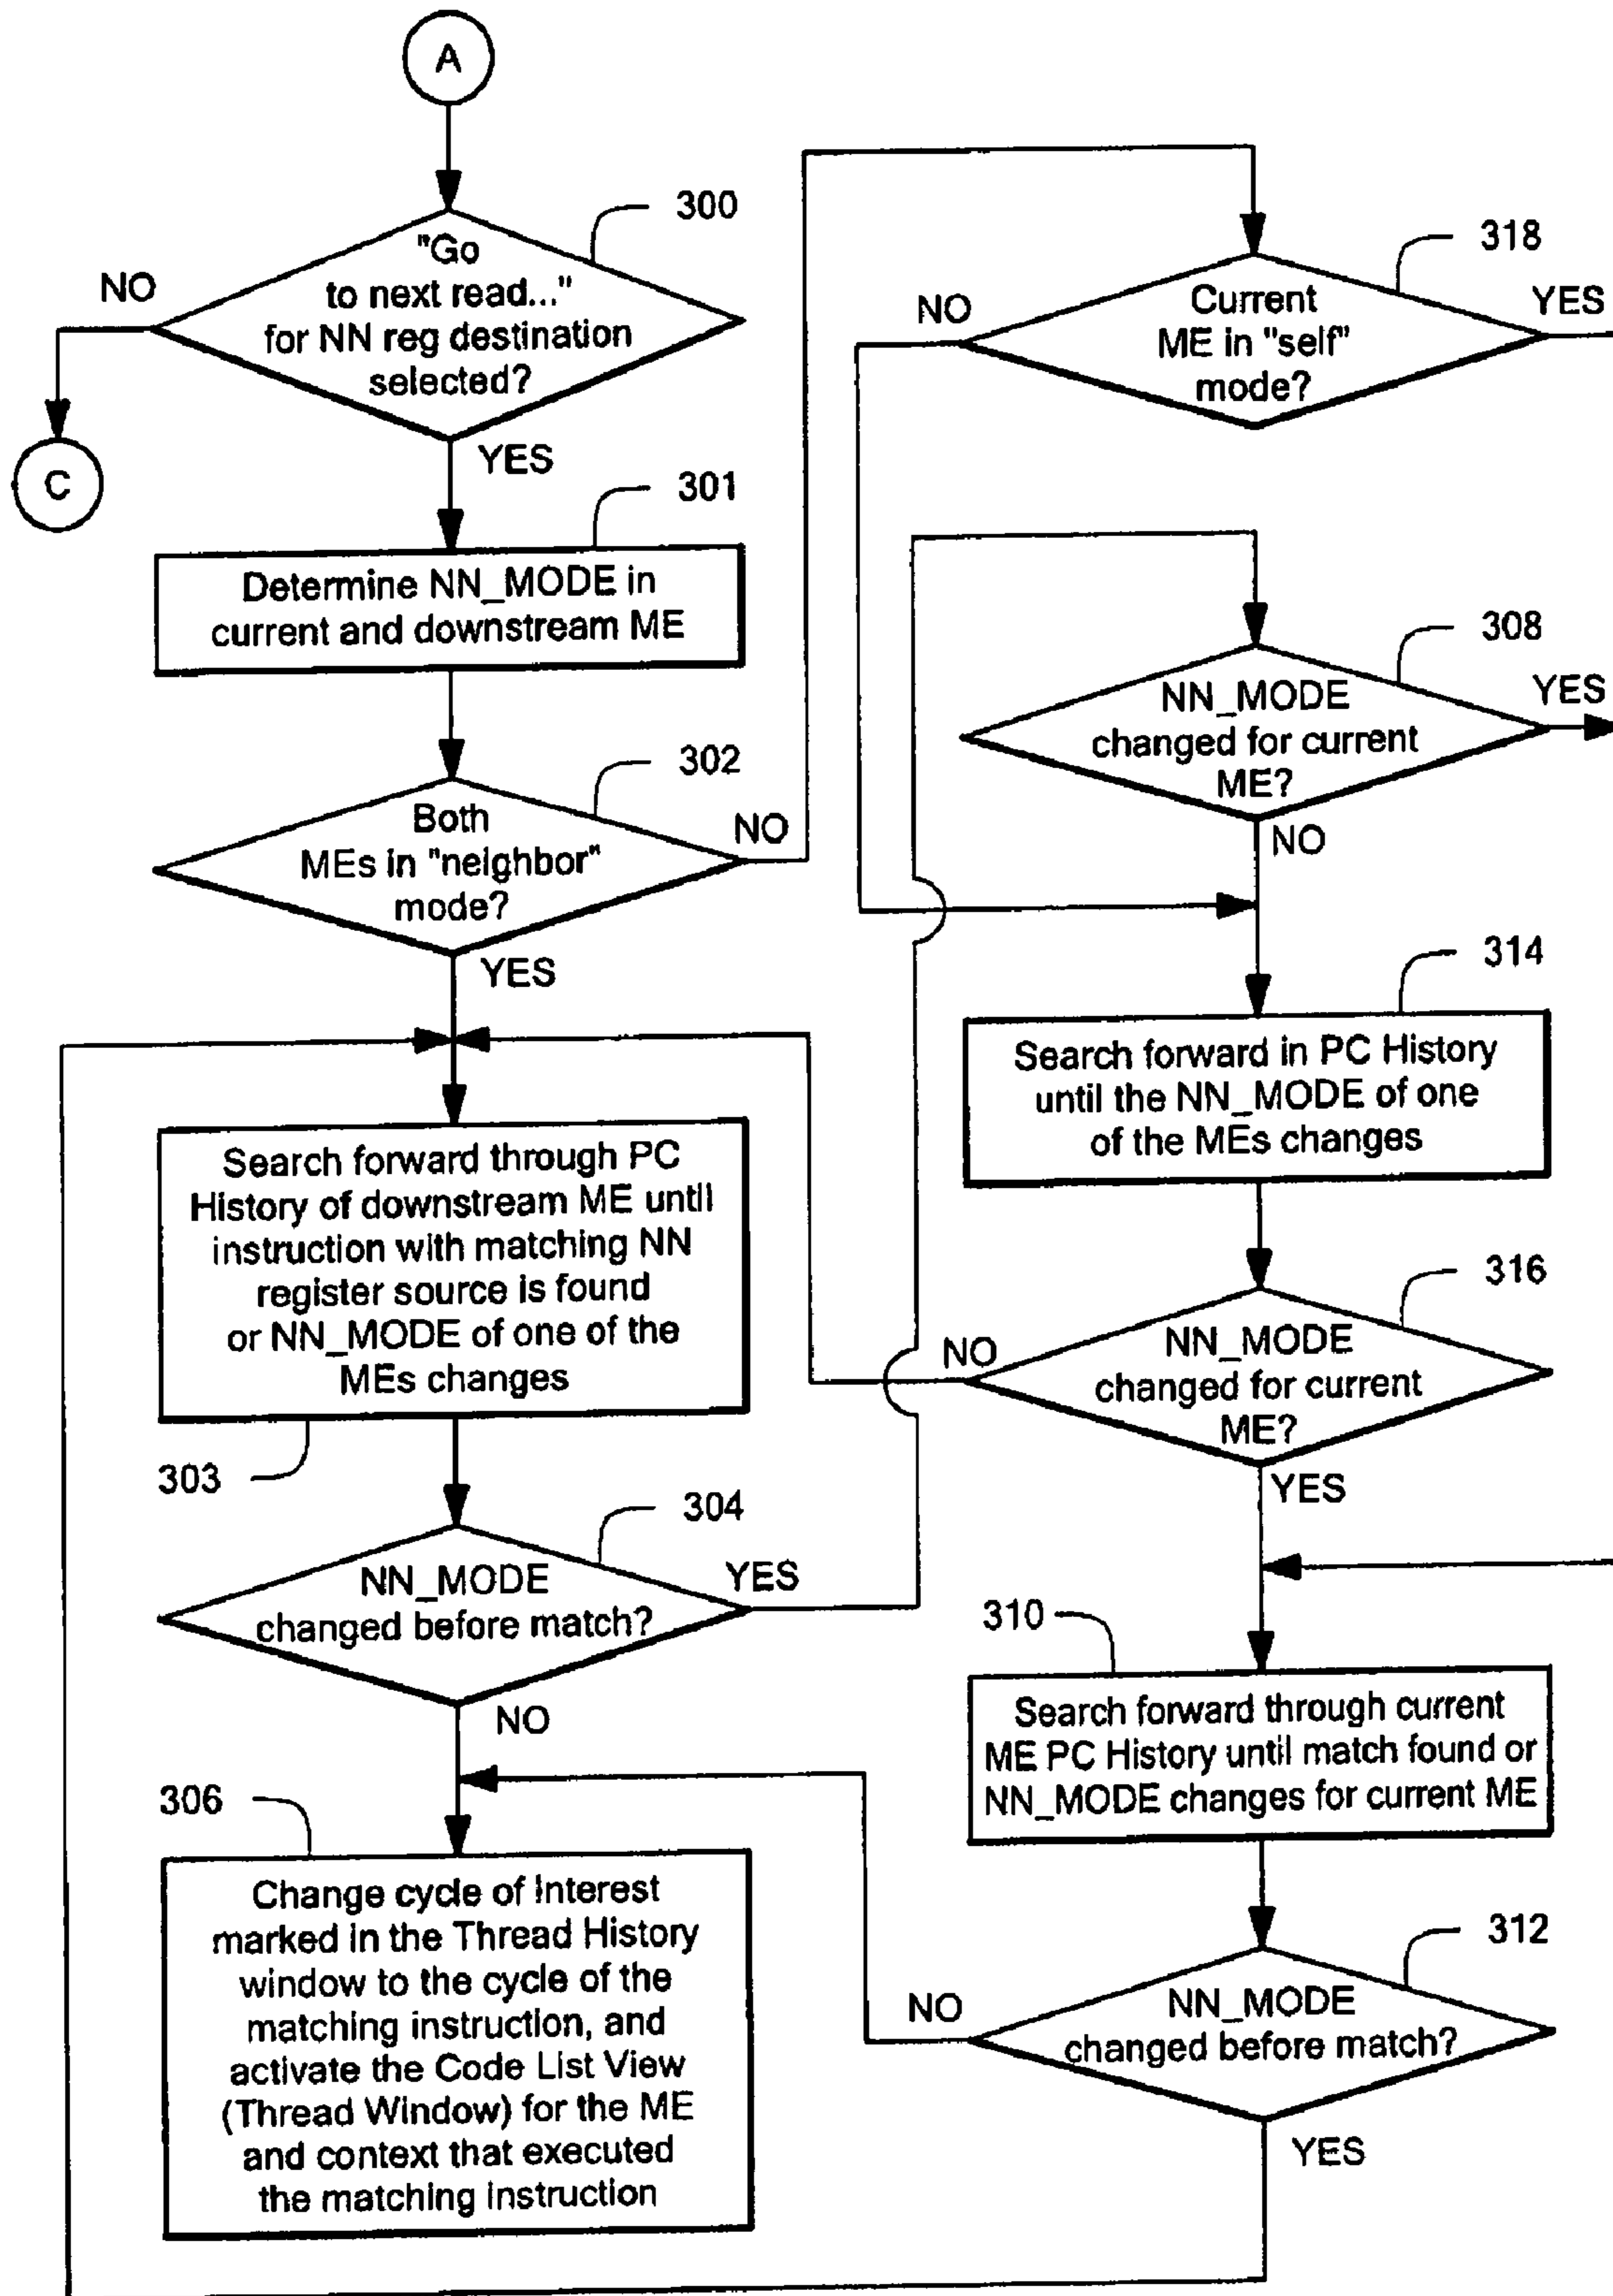 A
300
"Go
to next read..."
for NN reg destination
selected?
NO
C
YES
301
Determine NN_MODE in
current and downstream ME
302
Both
MEs in "neighbor"
mode?
NO
YES
Search forward through PC
History of downstream ME until
instruction with matching NN
register source is found
or NN_MODE of one of the
MEs changes
303
304
NN_MODE
changed before match?
YES
NO
306
Change cycle of Interest
marked in the Thread History
window to the cycle of the
matching instruction, and
activate the Code List View
(Thread Window) for the ME
and context that executed
the matching instruction
318
Current
ME in "self"
mode?
NO
YES
308
NN_MODE
changed for current
ME?
YES
NO
314
Search forward in PC History
until the NN_MODE of one
of the MEs changes
316
NN_MODE
changed for current
ME?
NO
YES
310
Search forward through current
ME PC History until match found or
NN_MODE changes for current ME
312
NN_MODE
changed before match?
NO
YES